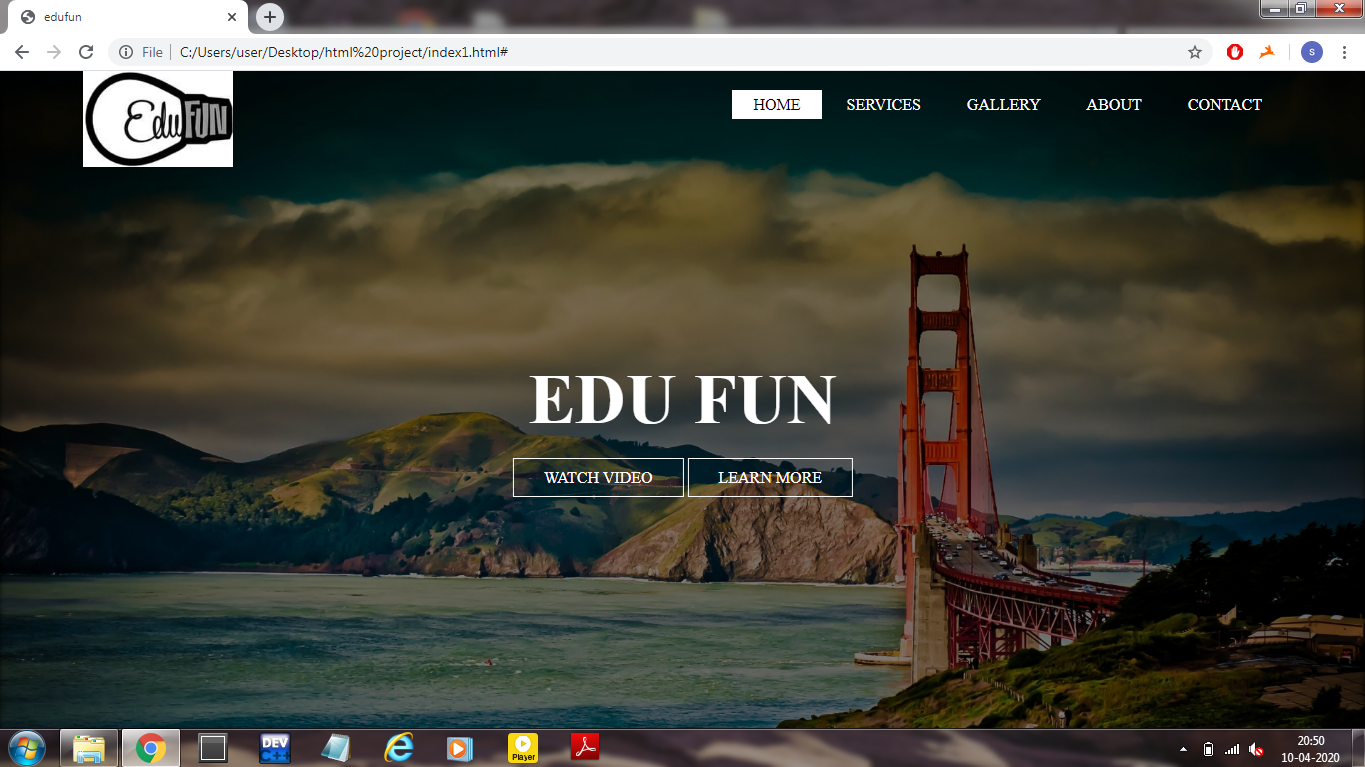 edufun
File
C:/Users/user/Desktop/html%20project/index1.html#
S
Edu FUN
HOME SERVICES GALLERY ABOUT CONTACT
EDU FUN
WATCH VIDEO LEARN MORE
DEV
C++
Player
20:50
10-04-2020